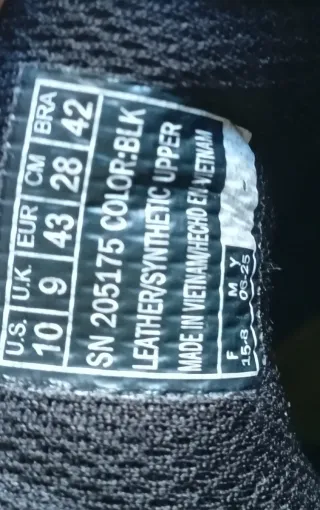 U.S. U.K EUR CM BRA
10 9 43 28 42
SN 205175 COLOR:BLK
LEATHER/SYNTHETIC UPPER
MADE IN VIETNAM/HECHO EN VIETNAM
F M Y
15-8 06-25